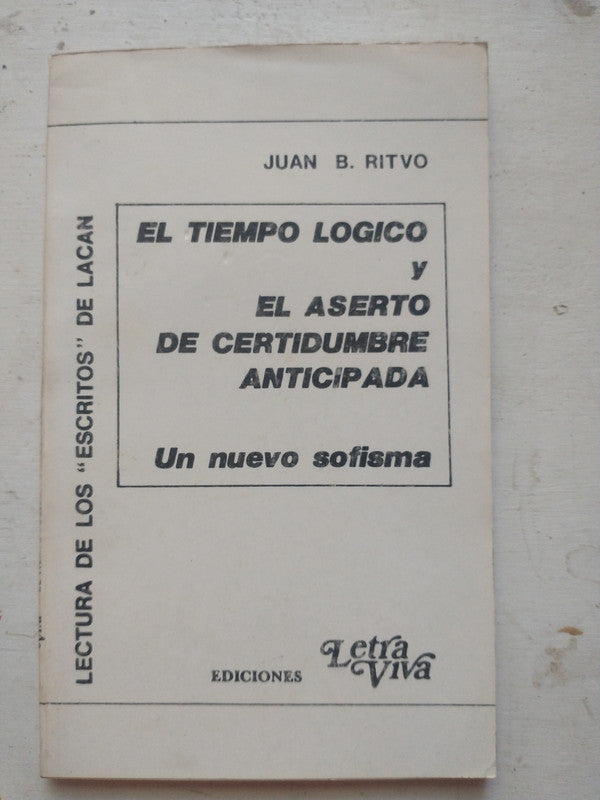 JUAN B. RITVO
EL TIEMPO LOGICO
y
EL ASERTO
DE CERTIDUMBRE
ANTICIPADA
Un nuevo sofisma
LECTURA DE LOS "ESCRITOS" DE LACAN
EDICIONES
Letra
Viva